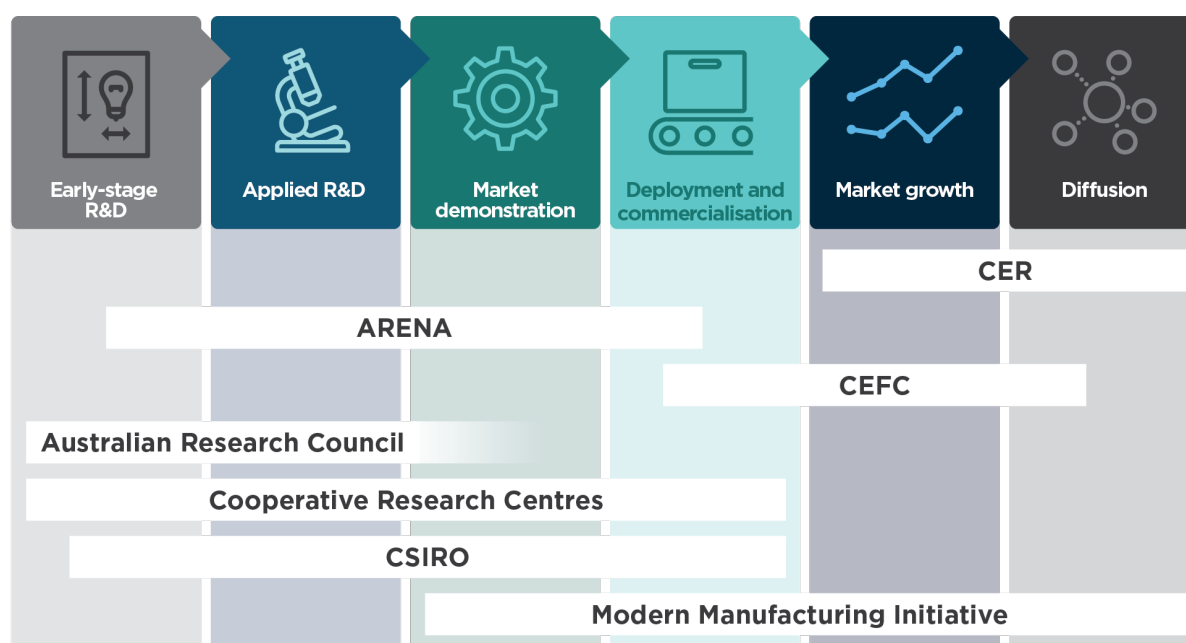 Early-stage
R&D
Applied R&D
Market
demonstration
Deployment and
commercialisation
Market growth
Diffusion
CER
ARENA
CEFC
Australian Research Council
Cooperative Research Centres
CSIRO
Modern Manufacturing Initiative